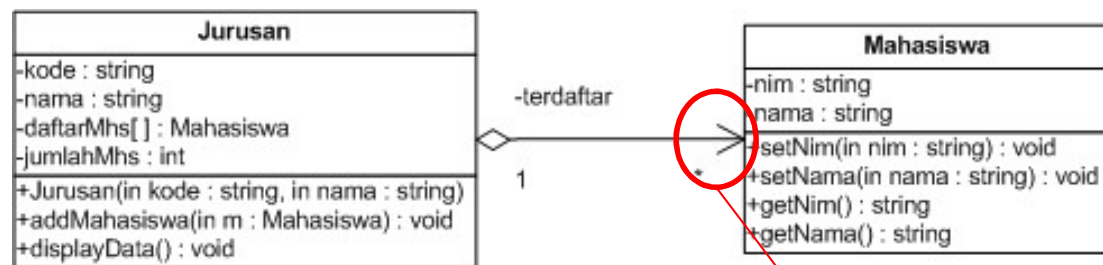 Jurusan
-kode : string
-nama : string
-daftarMhs[ ] : Mahasiswa
-jumlahMhs : int
+Jurusan(in kode : string, in nama : string)
+addMahasiswa(in m : Mahasiswa) : void
+displayData() : void
-terdaftar
1
*
Mahasiswa
-nim : string
-nama : string
+setNim(in nim : string) : void
+setNama(in nama : string) : void
+getNim() : string
+getNama() : string